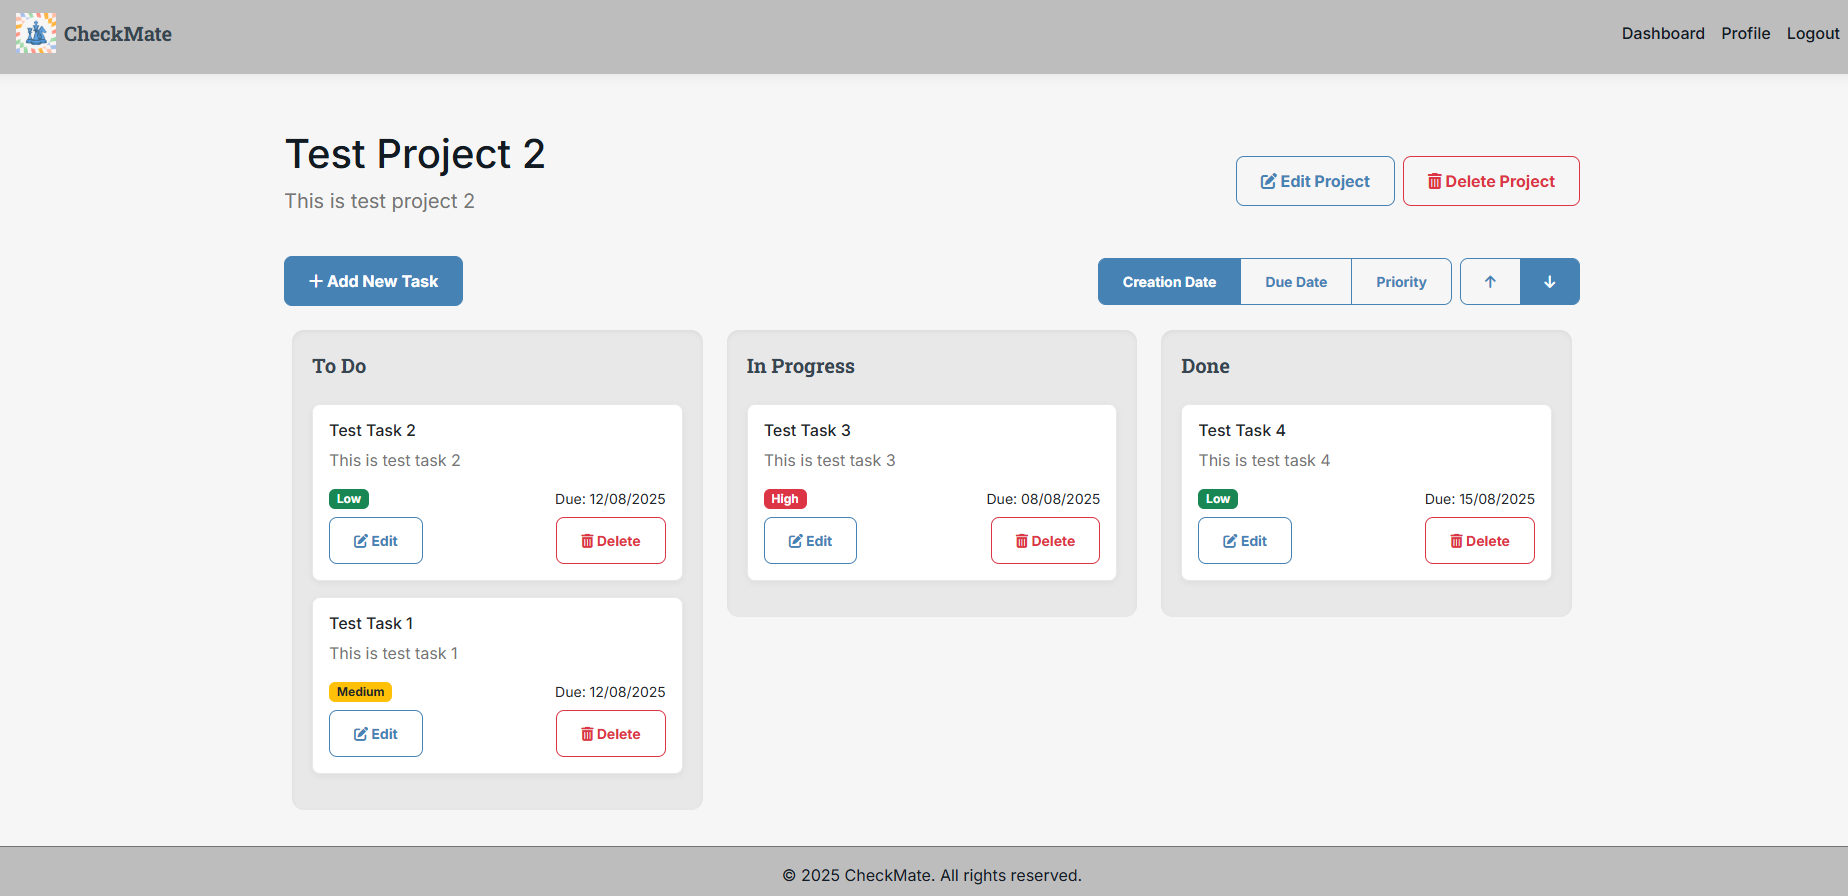 CheckMate
Dashboard Profile Logout
Test Project 2
This is test project 2
Edit Project
Delete Project
Add New Task
Creation Date
Due Date
Priority
To Do
Test Task 2
This is test task 2
Low
Due: 12/08/2025
Edit
Delete
Test Task 1
This is test task 1
Medium
Due: 12/08/2025
Edit
Delete
In Progress
Test Task 3
This is test task 3
High
Due: 08/08/2025
Edit
Delete
Done
Test Task 4
This is test task 4
Low
Due: 15/08/2025
Edit
Delete
© 2025 CheckMate. All rights reserved.